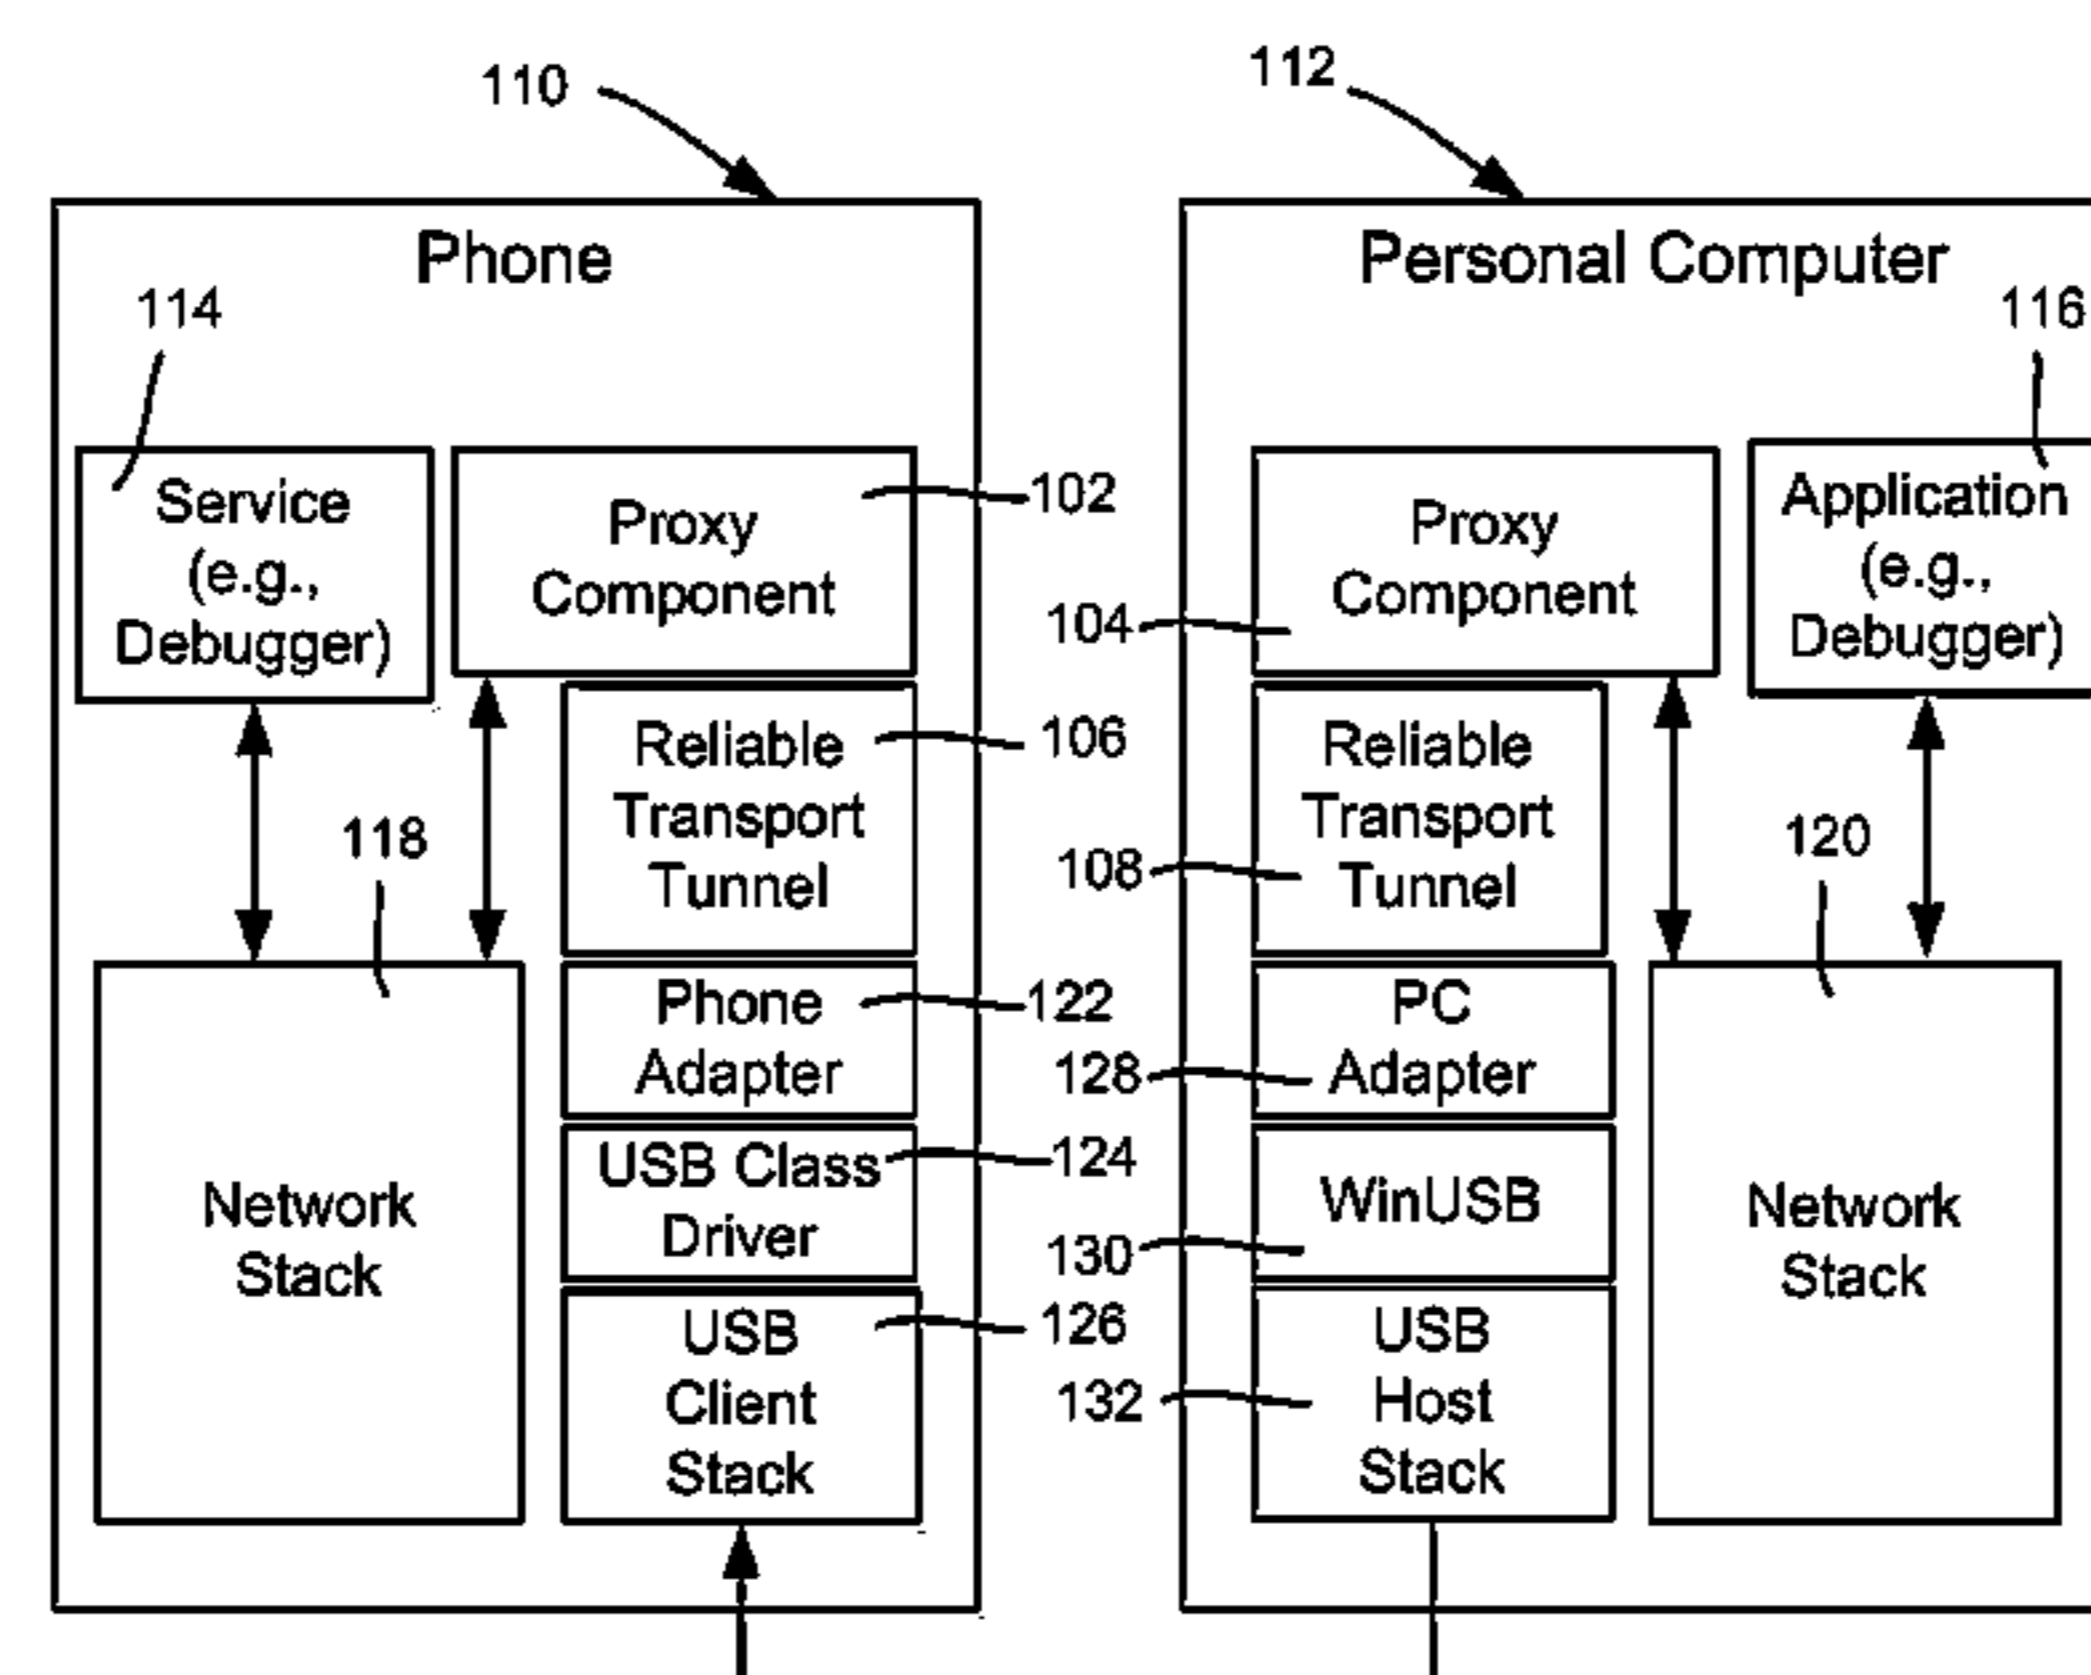 110
112
Phone
Personal Computer
114
116
Service
(e.g.,
Debugger)
Proxy
Component
102
Proxy
Component
104
Application
(e.g.,
Debugger)
Reliable
Transport
Tunnel
106
Reliable
Transport
Tunnel
108
118
120
Network
Stack
Phone
Adapter
122
PC
Adapter
128
USB Class
Driver
124
WinUSB
130
USB
Client
Stack
126
USB
Host
Stack
132
Network
Stack